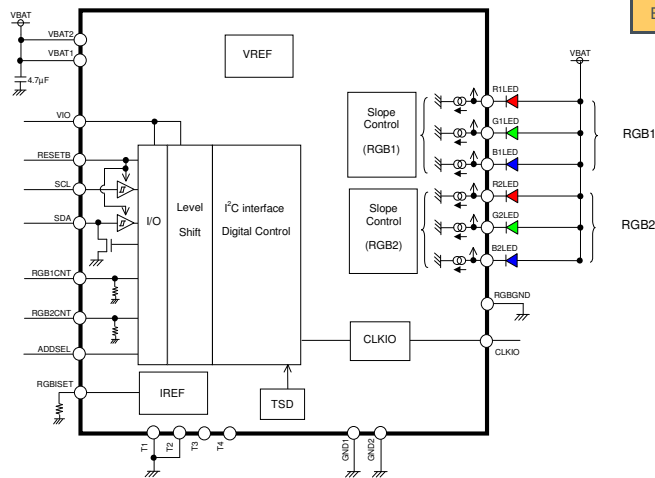 VBAT
VBAT2
VBAT1
4.7μF
VIO
RESETB
SCL
SDA
RGB1CNT
RGB2CNT
ADDSEL
RGBISET
I/O
Level
Shift
I²C interface
Digital Control
VREF
IREF
TSD
CLKIO
Slope
Control
(RGB1)
Slope
Control
(RGB2)
VBAT
R1LED
G1LED
B1LED
R2LED
G2LED
B2LED
RGB1
RGB2
RGBGND
CLKIO
T1
T2
T3
T4
GND1
GND2